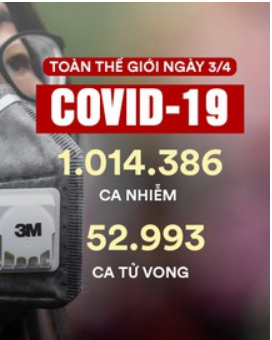 TOÀN THẾ GIỚI NGÀY 3/4
COVID-19
1.014.386
CA NHIỄM
3M
52.993
CA TỬ VONG